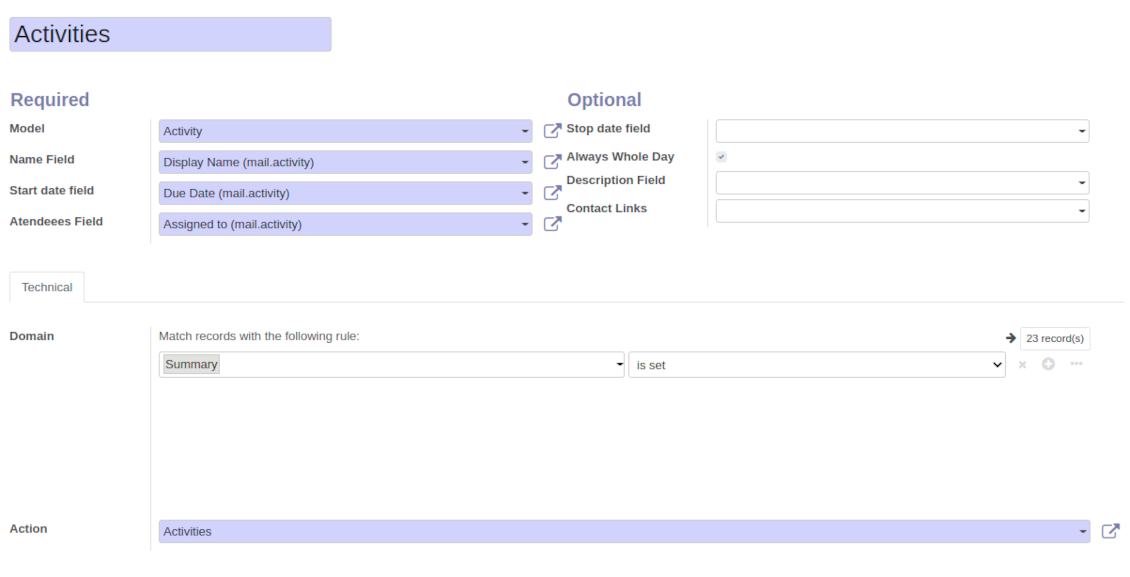 Activities
Required
Model
Activity
Name Field
Display Name (mail.activity)
Start date field
Due Date (mail.activity)
Atendeees Field
Assigned to (mail.activity)
Optional
Stop date field
Always Whole Day
Description Field
Contact Links
Technical
Domain
Match records with the following rule:
23 record(s)
Summary
is set
Action
Activities